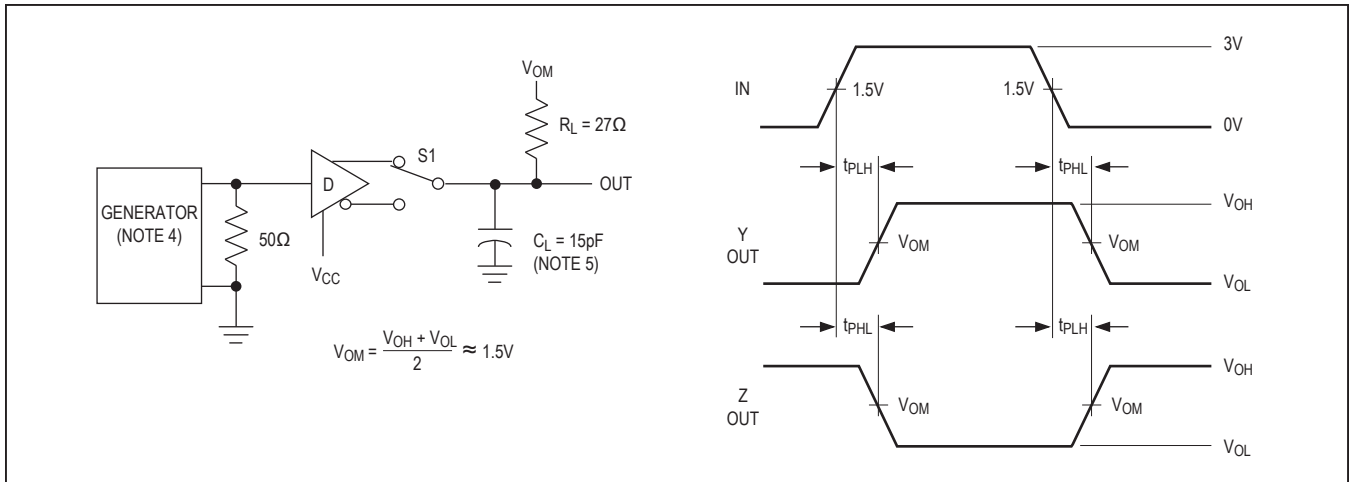 GENERATOR
(NOTE 4)
50Ω
D
VCC
S1
VOM
RL = 27Ω
OUT
CL = 15pF
(NOTE 5)
VOM = VOH + VOL / 2 ≈ 1.5V
IN
1.5V
1.5V
3V
0V
tPLH
tPHL
Y
OUT
VOM
VOM
VOH
VOL
tPHL
tPLH
Z
OUT
VOM
VOM
VOH
VOL